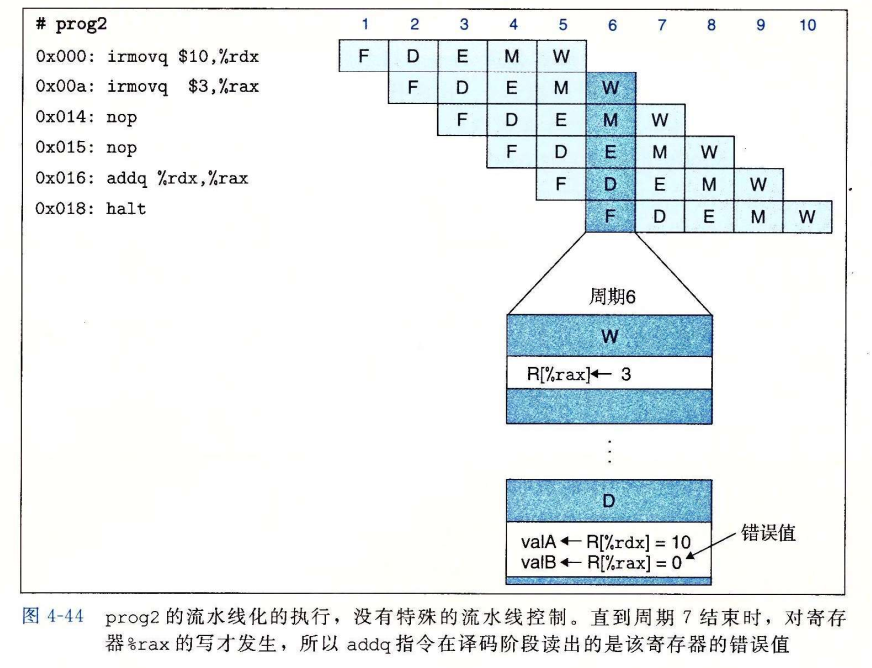 # prog2
1 2 3 4 5 6 7 8 9 10
0x000: irmovq $10,%rdx F D E M W
0x00a: irmovq $3,%rax F D E M W
0x014: nop F D E M W
0x015: nop F D E M W
0x016: addq %rdx,%rax F D E M W
0x018: halt F D E M W
周期6
W
R[%rax]← 3
⋮
D
valA ← R[%rdx] = 10
valB ← R[%rax] = 0
错误值
图 4-44 prog2 的流水线化的执行，没有特殊的流水线控制。直到周期 7 结束时，对寄存
器%rax 的写才发生，所以 addq 指令在译码阶段读出的是该寄存器的错误值